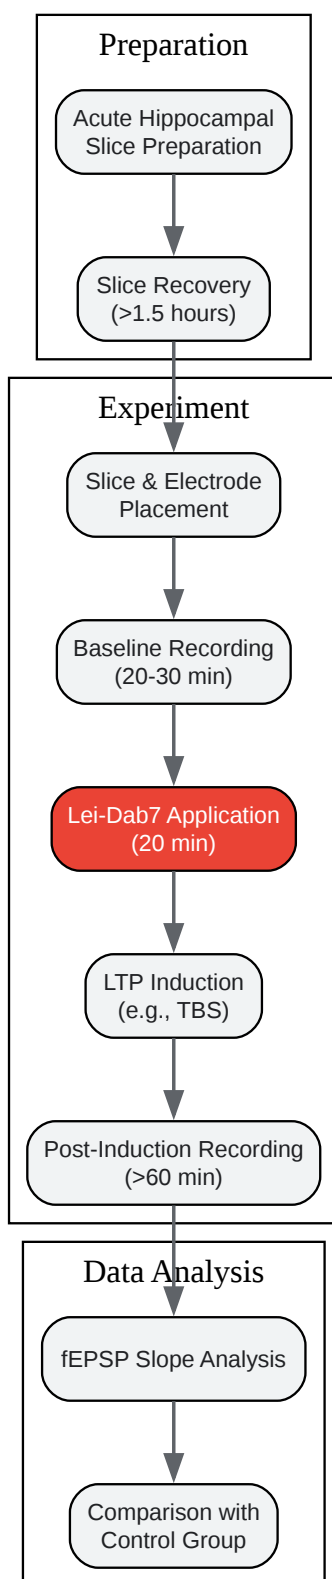 Preparation
Acute Hippocampal
Slice Preparation
Slice Recovery
(>1.5 hours)
Experiment
Slice & Electrode
Placement
Baseline Recording
(20-30 min)
Lei-Dab7 Application
(20 min)
LTP Induction
(e.g., TBS)
Post-Induction Recording
(>60 min)
Data Analysis
fEPSP Slope Analysis
Comparison with
Control Group